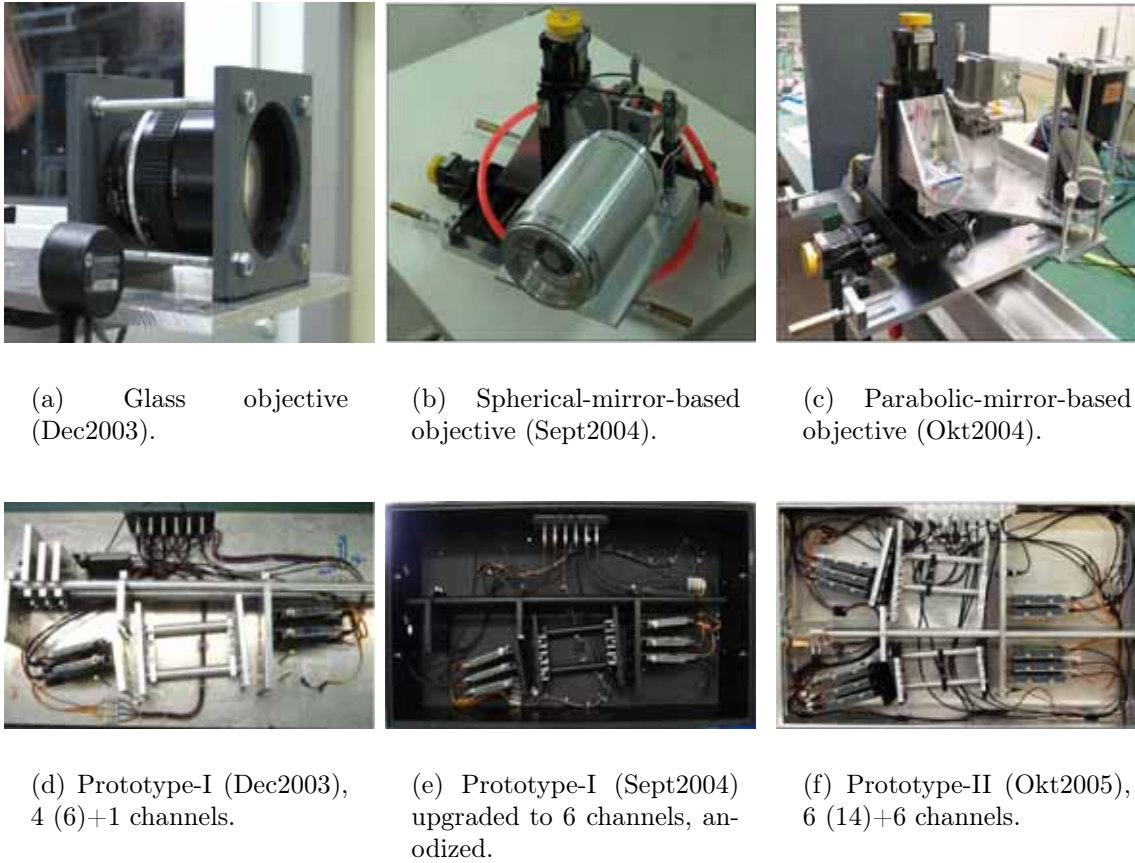 (a) Glass objective
(Dec2003).
(b) Spherical-mirror-based
objective (Sept2004).
(c) Parabolic-mirror-based
objective (Okt2004).
(d) Prototype-I (Dec2003),
4 (6)+1 channels.
(e) Prototype-I (Sept2004)
upgraded to 6 channels, an-
odized.
(f) Prototype-II (Okt2005),
6 (14)+6 channels.